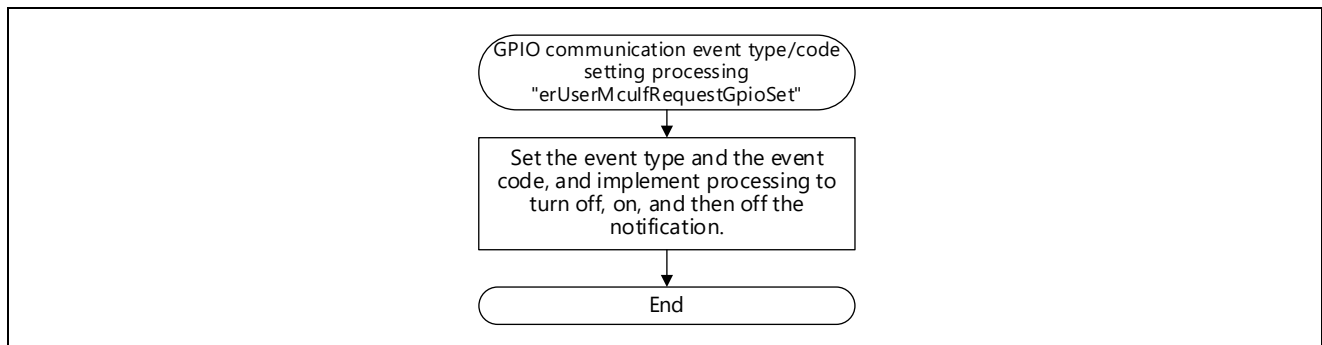 GPIO communication event type/code
setting processing
"erUserMcuIfRequestGpioSet"
Set the event type and the event
code, and implement processing to
turn off, on, and then off the
notification.
End